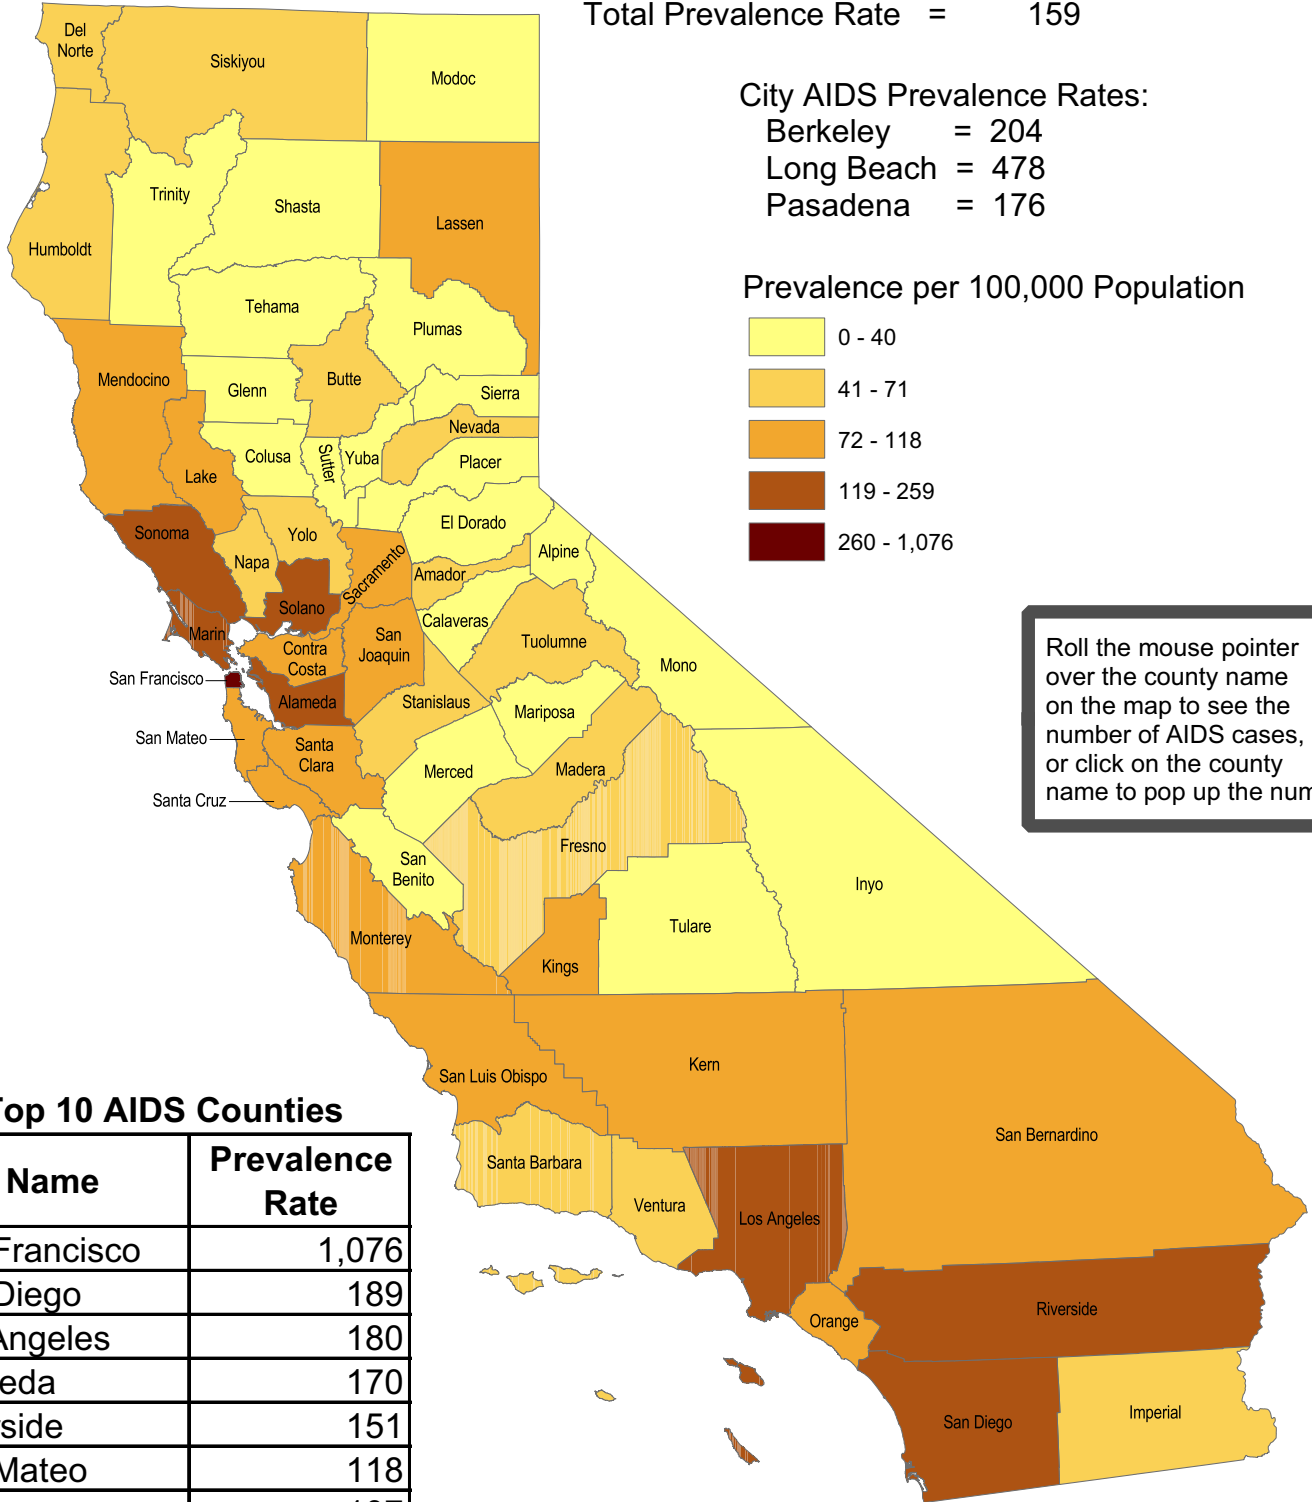 Total Prevalence Rate = 159
City AIDS Prevalence Rates:
Berkeley = 204
Long Beach = 478
Pasadena = 176
Prevalence per 100,000 Population
0 - 40
41 - 71
72 - 118
119 - 259
260 - 1,076
Roll the mouse pointer
over the county name
on the map to see the
number of AIDS cases,
or click on the county
name to pop up the num
Del
Norte
Siskiyou
Modoc
Trinity
Shasta
Lassen
Humboldt
Tehama
Plumas
Mendocino
Glenn
Butte
Sierra
Nevada
Colusa
Sutter
Yuba
Placer
Lake
El Dorado
Sonoma
Yolo
Napa
Sacramento
Alpine
Amador
Solano
Calaveras
Marin
San
Joaquin
Tuolumne
Contra
Costa
Mono
San Francisco
Alameda
Stanislaus
Mariposa
San Mateo
Santa
Clara
Merced
Madera
Santa Cruz
Fresno
San
Benito
Inyo
Tulare
Monterey
Kings
Kern
San Luis Obispo
San Bernardino
Santa Barbara
Ventura
Los Angeles
Riverside
Orange
San Diego
Imperial
Top 10 AIDS Counties
Name
Prevalence
Rate
Francisco 1,076
Diego 189
Angeles 180
eda 170
rside 151
Mateo 118